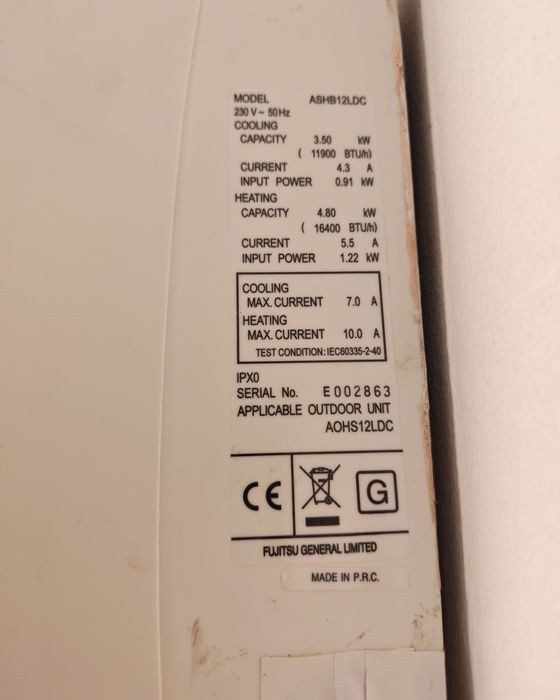 MODEL ASHB12LDC
230 V~ 50Hz
COOLING
CAPACITY 3.50 kW
( 11900 BTU/h)
CURRENT 4.3 A
INPUT POWER 0.91 kW
HEATING
CAPACITY 4.80 kW
( 16400 BTU/h)
CURRENT 5.5 A
INPUT POWER 1.22 kW
COOLING
MAX. CURRENT 7.0 A
HEATING
MAX. CURRENT 10.0 A
TEST CONDITION:IEC60335-2-40
IPX0
SERIAL No. E002863
APPLICABLE OUTDOOR UNIT
AOHS12LDC
CE G
FUJITSU GENERAL LIMITED
MADE IN P.R.C.